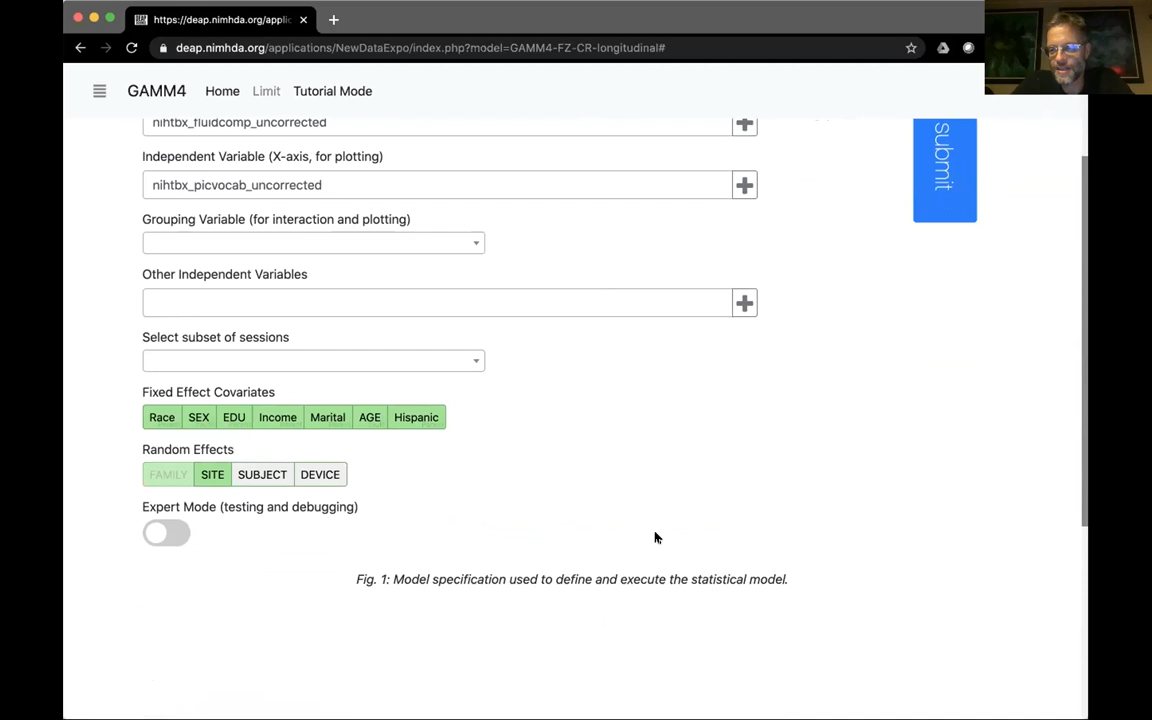 https://deap.nimhda.org/applic
deap.nimhda.org/applications/NewDataExpo/index.php?model=GAMM4-FZ-CR-longitudinal#
GAMM4 Home Limit Tutorial Mode
nihtbx_fluidcomp_uncorrected
submit
Independent Variable (X-axis, for plotting)
nihtbx_picvocab_uncorrected
Grouping Variable (for interaction and plotting)
Other Independent Variables
Select subset of sessions
Fixed Effect Covariates
Race SEX EDU Income Marital AGE Hispanic
Random Effects
FAMILY SITE SUBJECT DEVICE
Expert Mode (testing and debugging)
Fig. 1: Model specification used to define and execute the statistical model.